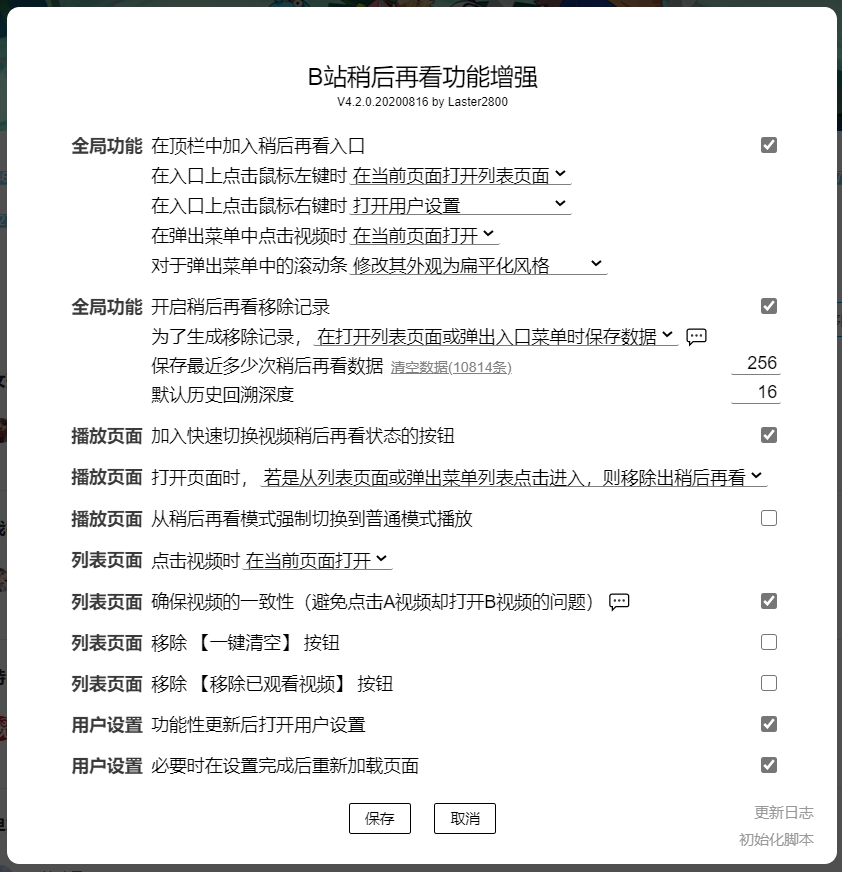 B站稍后再看功能增强
V4.2.0.20200816 by Laster2800
全局功能 在顶栏中加入稍后再看入口
在入口上点击鼠标左键时 在当前页面打开列表页面
在入口上点击鼠标右键时 打开用户设置
在弹出菜单中点击视频时 在当前页面打开
对于弹出菜单中的滚动条 修改其外观为扁平化风格
全局功能 开启稍后再看移除记录
为了生成移除记录， 在打开列表页面或弹出入口菜单时保存数据
保存最近多少次稍后再看数据 清空数据(10814条) 256
默认历史回溯深度 16
播放页面 加入快速切换视频稍后再看状态的按钮
播放页面 打开页面时， 若是从列表页面或弹出菜单列表点击进入，则移除出稍后再看
播放页面 从稍后再看模式强制切换到普通模式播放
列表页面 点击视频时 在当前页面打开
列表页面 确保视频的一致性（避免点击A视频却打开B视频的问题）
列表页面 移除 【一键清空】 按钮
列表页面 移除 【移除已观看视频】 按钮
用户设置 功能性更新后打开用户设置
用户设置 必要时在设置完成后重新加载页面
保存 取消
更新日志
初始化脚本